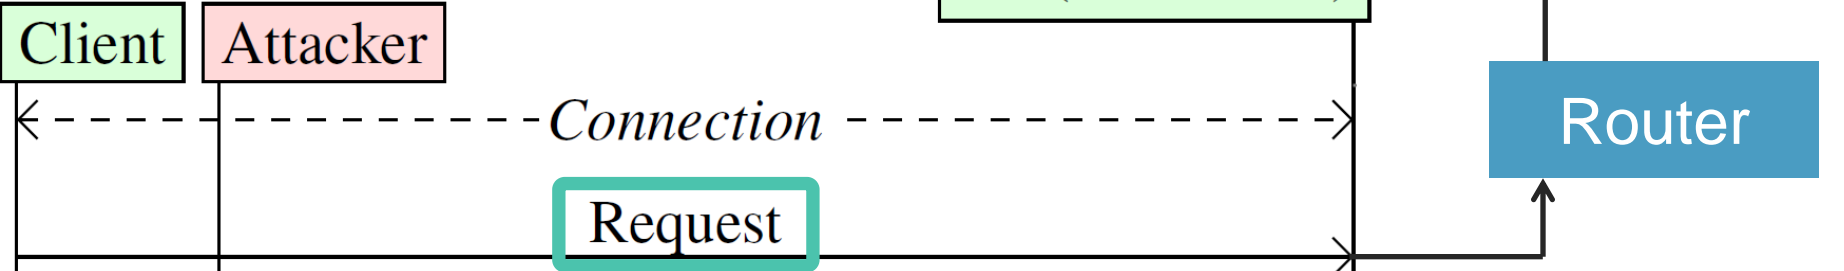 Client
Attacker
Connection
Router
Request